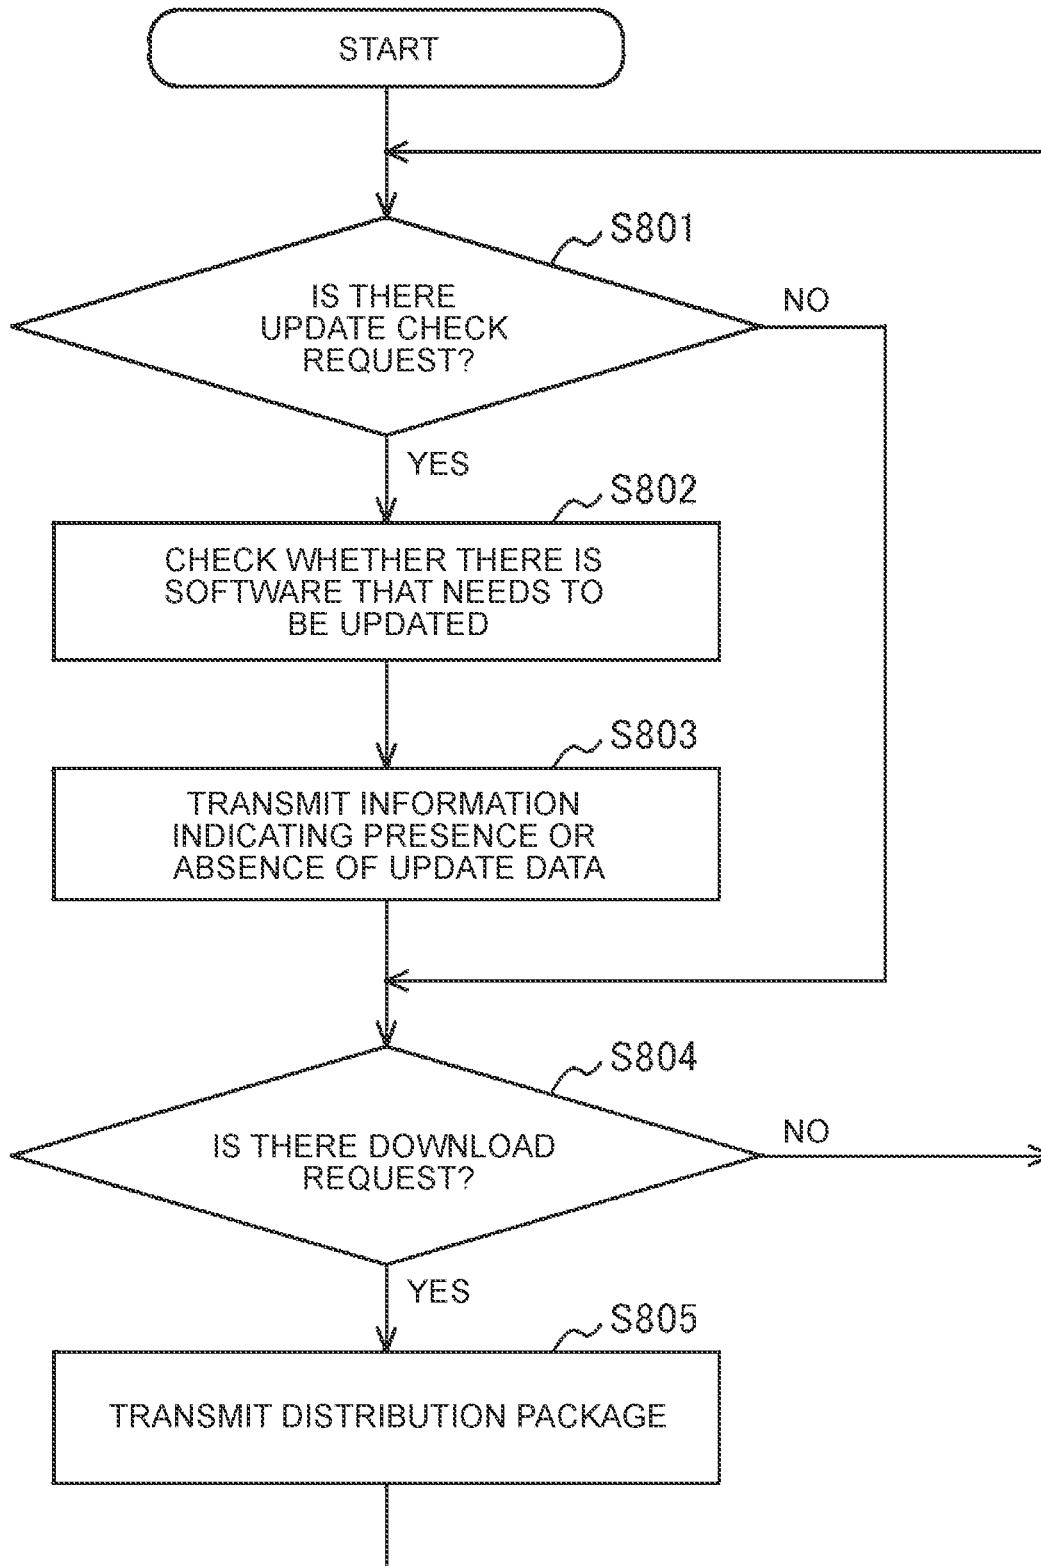 START
S801
IS THERE
UPDATE CHECK
REQUEST?
NO
YES
S802
CHECK WHETHER THERE IS
SOFTWARE THAT NEEDS TO
BE UPDATED
S803
TRANSMIT INFORMATION
INDICATING PRESENCE OR
ABSENCE OF UPDATE DATA
S804
IS THERE DOWNLOAD
REQUEST?
NO
YES
S805
TRANSMIT DISTRIBUTION PACKAGE